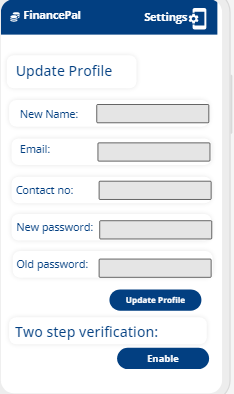 FinancePal
Settings
Update Profile
New Name:
Email:
Contact no:
New password:
Old password:
Update Profile
Two step verification:
Enable